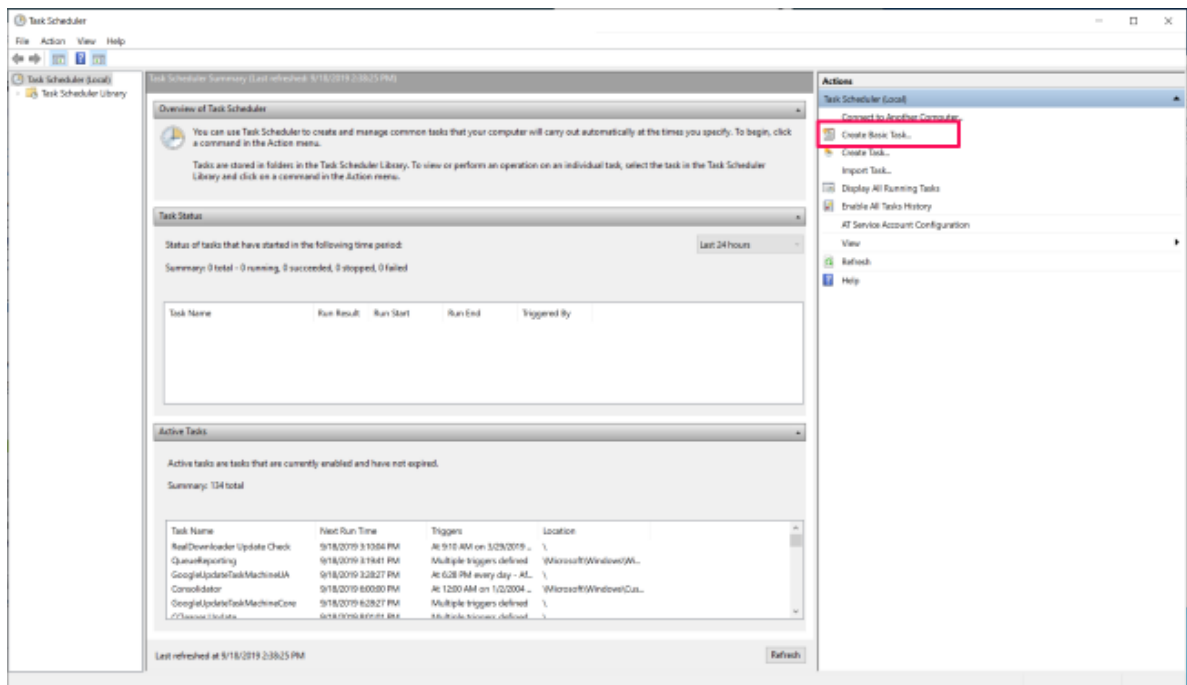 Task Scheduler
File Action View Help
Task Scheduler (Local)
Task Scheduler Library
Task Scheduler Summary (Last refreshed: 9/18/2019 2:38:25 PM)
Overview of Task Scheduler
You can use Task Scheduler to create and manage common tasks that your computer will carry out automatically at the times you specify. To begin, click
a command in the Action menu.
Tasks are stored in folders in the Task Scheduler Library. To view or perform an operation on an individual task, select the task in the Task Scheduler
Library and click on a command in the Action menu.
Task Status
Status of tasks that have started in the following time period:
Last 24 hours
Summary: 0 total - 0 running, 0 succeeded, 0 stopped, 0 failed
Task Name Run Result Run Start Run End Triggered By
Active Tasks
Active tasks are tasks that are currently enabled and have not expired.
Summary: 134 total
Task Name Next Run Time Triggers Location
RealDownloader Update Check 9/18/2019 3:10:04 PM At 9:10 AM on 3/29/2019 ... \
QueueReporting 9/18/2019 3:19:41 PM Multiple triggers defined \Microsoft\Windows\Wi...
GoogleUpdateTaskMachineUA 9/18/2019 3:28:27 PM At 6:28 PM every day - Af... \
Consolidator 9/18/2019 6:00:00 PM At 12:00 AM on 1/2/2004 ... \Microsoft\Windows\Cus...
GoogleUpdateTaskMachineCore 9/18/2019 6:28:27 PM Multiple triggers defined \
CCleaner Update 9/18/2019 8:01:01 PM Multiple triggers defined \
Last refreshed at 9/18/2019 2:38:25 PM
Refresh
Actions
Task Scheduler (Local)
Connect to Another Computer...
Create Basic Task...
Create Task...
Import Task...
Display All Running Tasks
Enable All Tasks History
AT Service Account Configuration
View
Refresh
Help